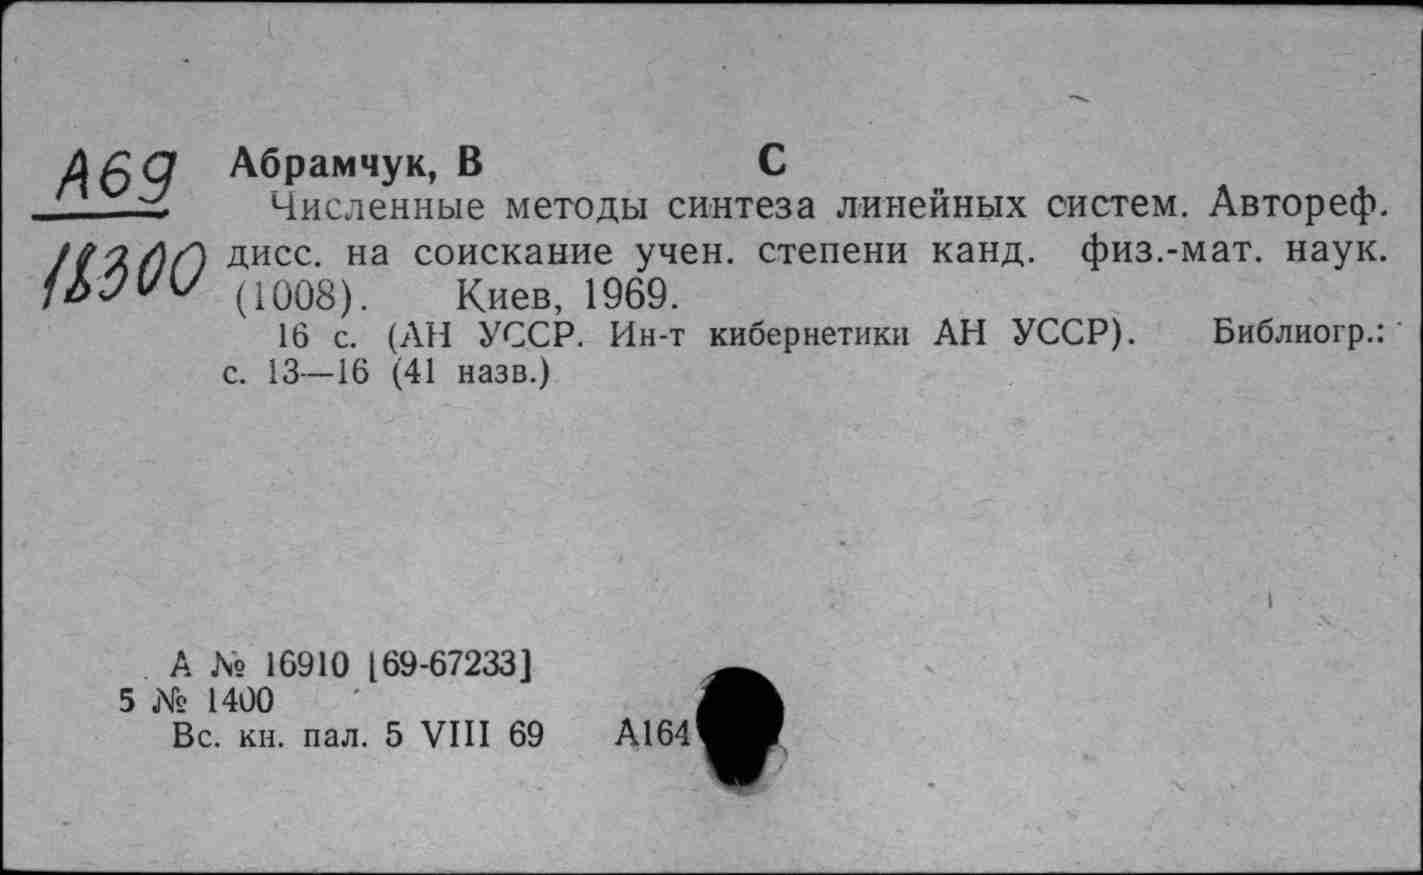 А69 Абрамчук, В С
Численные методы синтеза линейных систем. Автореф.
дисс. на соискание учен. степени канд. физ.-мат. наук.
(1008). Киев, 1969.
16 с. (АН УССР. Ин-т кибернетики АН УССР). Библиогр.:
с. 13—16 (41 назв.)
А № 16910 [69-67233]
5 № 1400
Вс. кн. пал. 5 VIII 69 А164